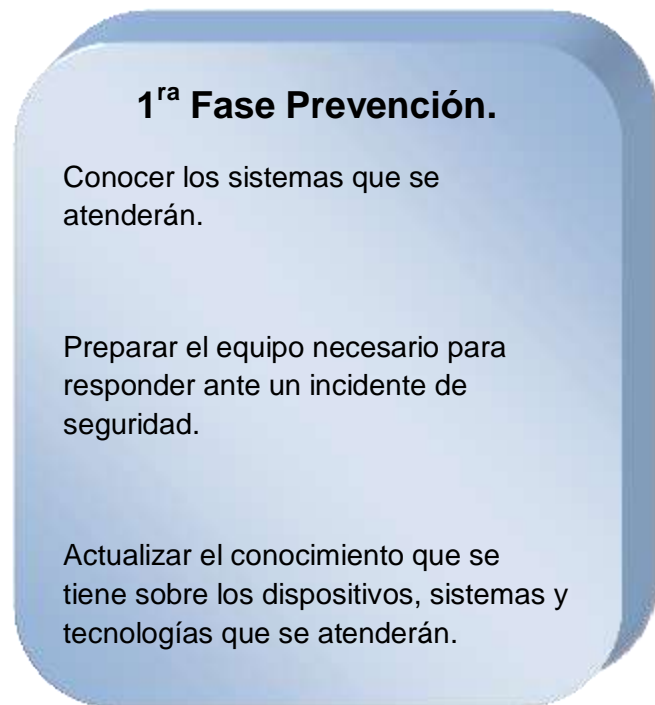 1ra Fase Prevención.
Conocer los sistemas que se
atenderán.
Preparar el equipo necesario para
responder ante un incidente de
seguridad.
Actualizar el conocimiento que se
tiene sobre los dispositivos, sistemas y
tecnologías que se atenderán.